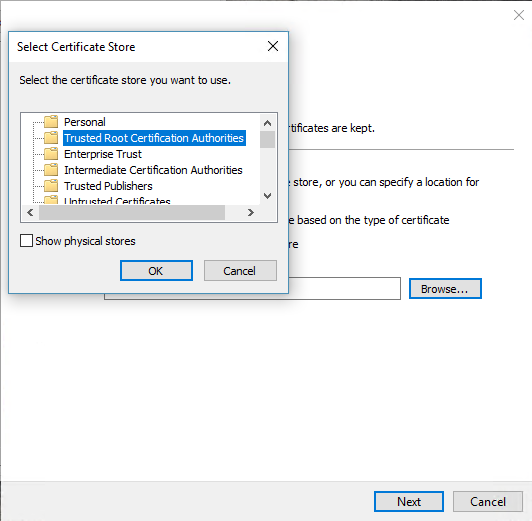 Select Certificate Store
Select the certificate store you want to use.
Personal
Trusted Root Certification Authorities
Enterprise Trust
Intermediate Certification Authorities
Trusted Publishers
Untrusted Certificates
Show physical stores
OK
Cancel
are kept.
store, or you can specify a location for
based on the type of certificate
Browse...
Next
Cancel